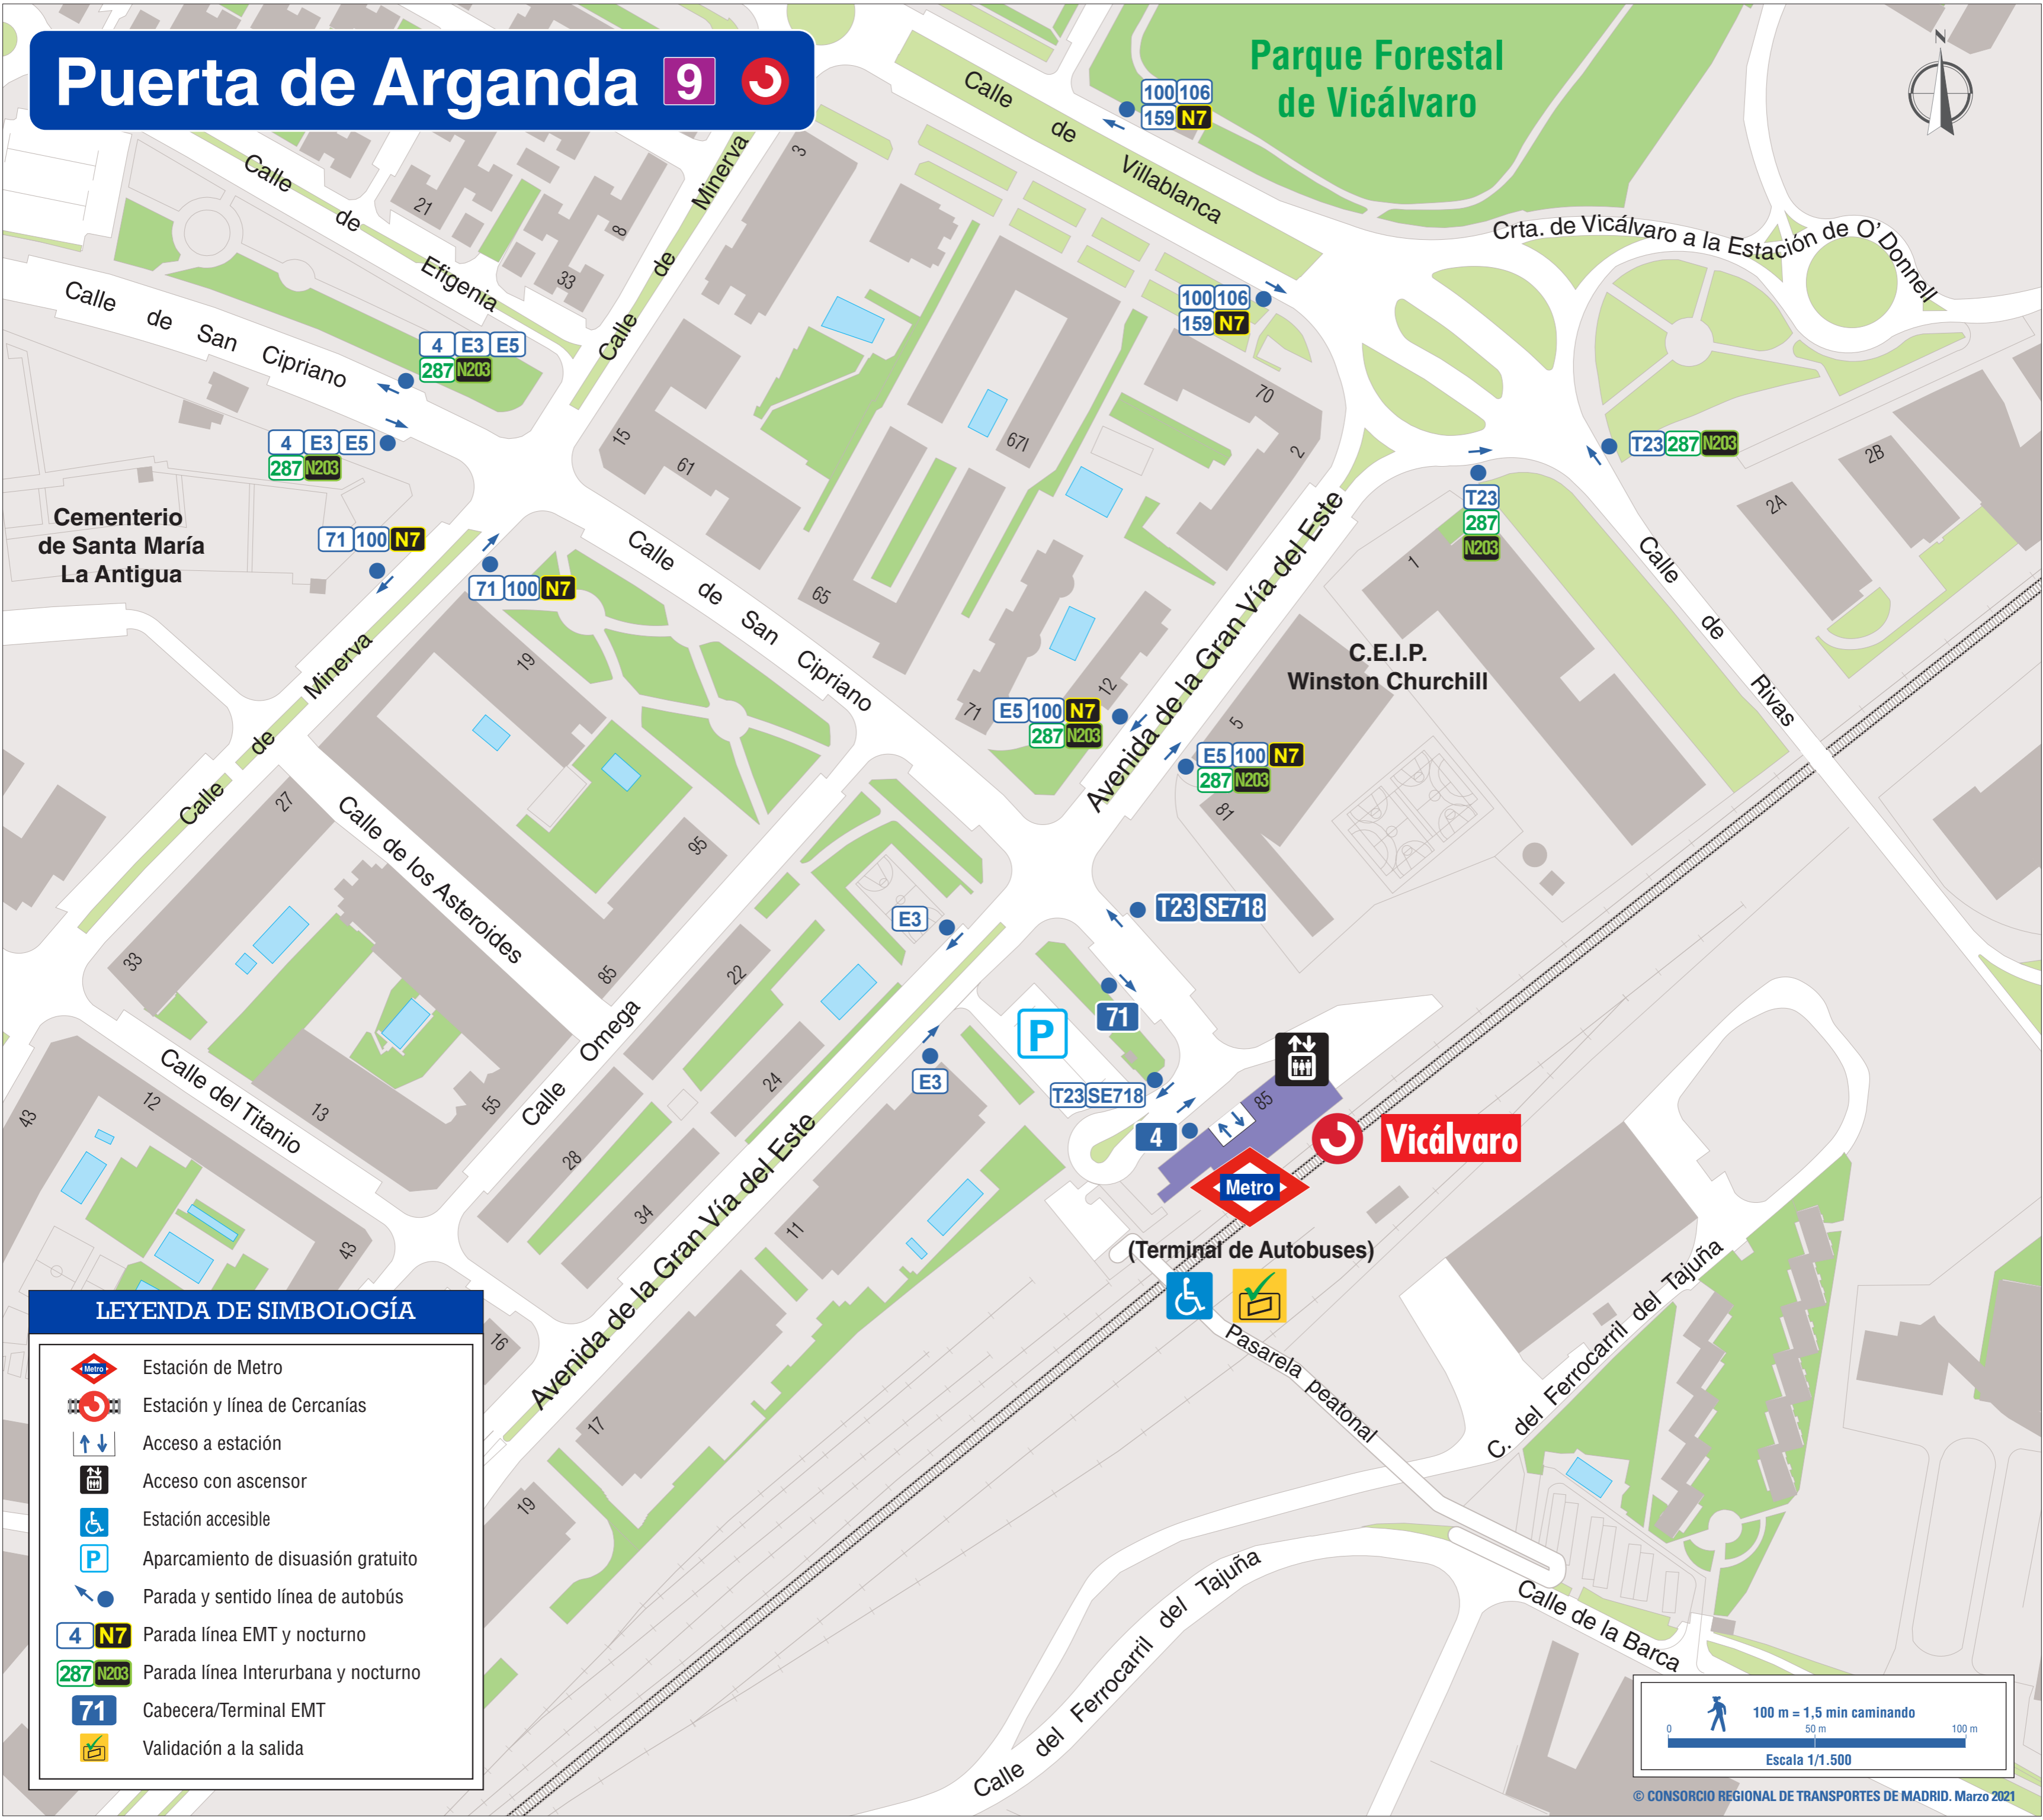 Puerta de Arganda 9
Parque Forestal
de Vicálvaro
N
Calle de Villablanca
100 106
159 N7
Crta. de Vicálvaro a la Estación de O' Donnell
Calle de Efigenia
21
8
33
Calle de Minerva
3
Calle de San Cipriano
4 E3 E5
287 N203
4 E3 E5
287 N203
100 106
159 N7
70
2
67I
15
61
65
T23 287 N203
T23
287
N203
2B
2A
Cementerio
de Santa María
La Antigua
71 100 N7
71 100 N7
Calle de San Cipriano
Avenida de la Gran Vía del Este
1
C.E.I.P.
Winston Churchill
Calle de Rivas
Calle de Minerva
19
71
12
E5 100 N7
287 N203
5
E5 100 N7
287 N203
81
27
Calle de los Asteroides
95
33
85
22
E3
T23 SE718
71
P
E3
T23 SE718
4
85
Vicálvaro
Metro
(Terminal de Autobuses)
Calle Omega
24
Calle del Titanio
12
43
13
55
28
34
43
11
Avenida de la Gran Vía del Este
16
17
19
Pasarela peatonal
C. del Ferrocarril del Tajuña
Calle del Ferrocarril del Tajuña
Calle de la Barca
LEYENDA DE SIMBOLOGÍA
Metro Estación de Metro
Estación y línea de Cercanías
Acceso a estación
Acceso con ascensor
Estación accesible
P Aparcamiento de disuasión gratuito
Parada y sentido línea de autobús
4 N7 Parada línea EMT y nocturno
287 N203 Parada línea Interurbana y nocturno
71 Cabecera/Terminal EMT
Validación a la salida
100 m = 1,5 min caminando
0 50 m 100 m
Escala 1/1.500
© CONSORCIO REGIONAL DE TRANSPORTES DE MADRID. Marzo 2021